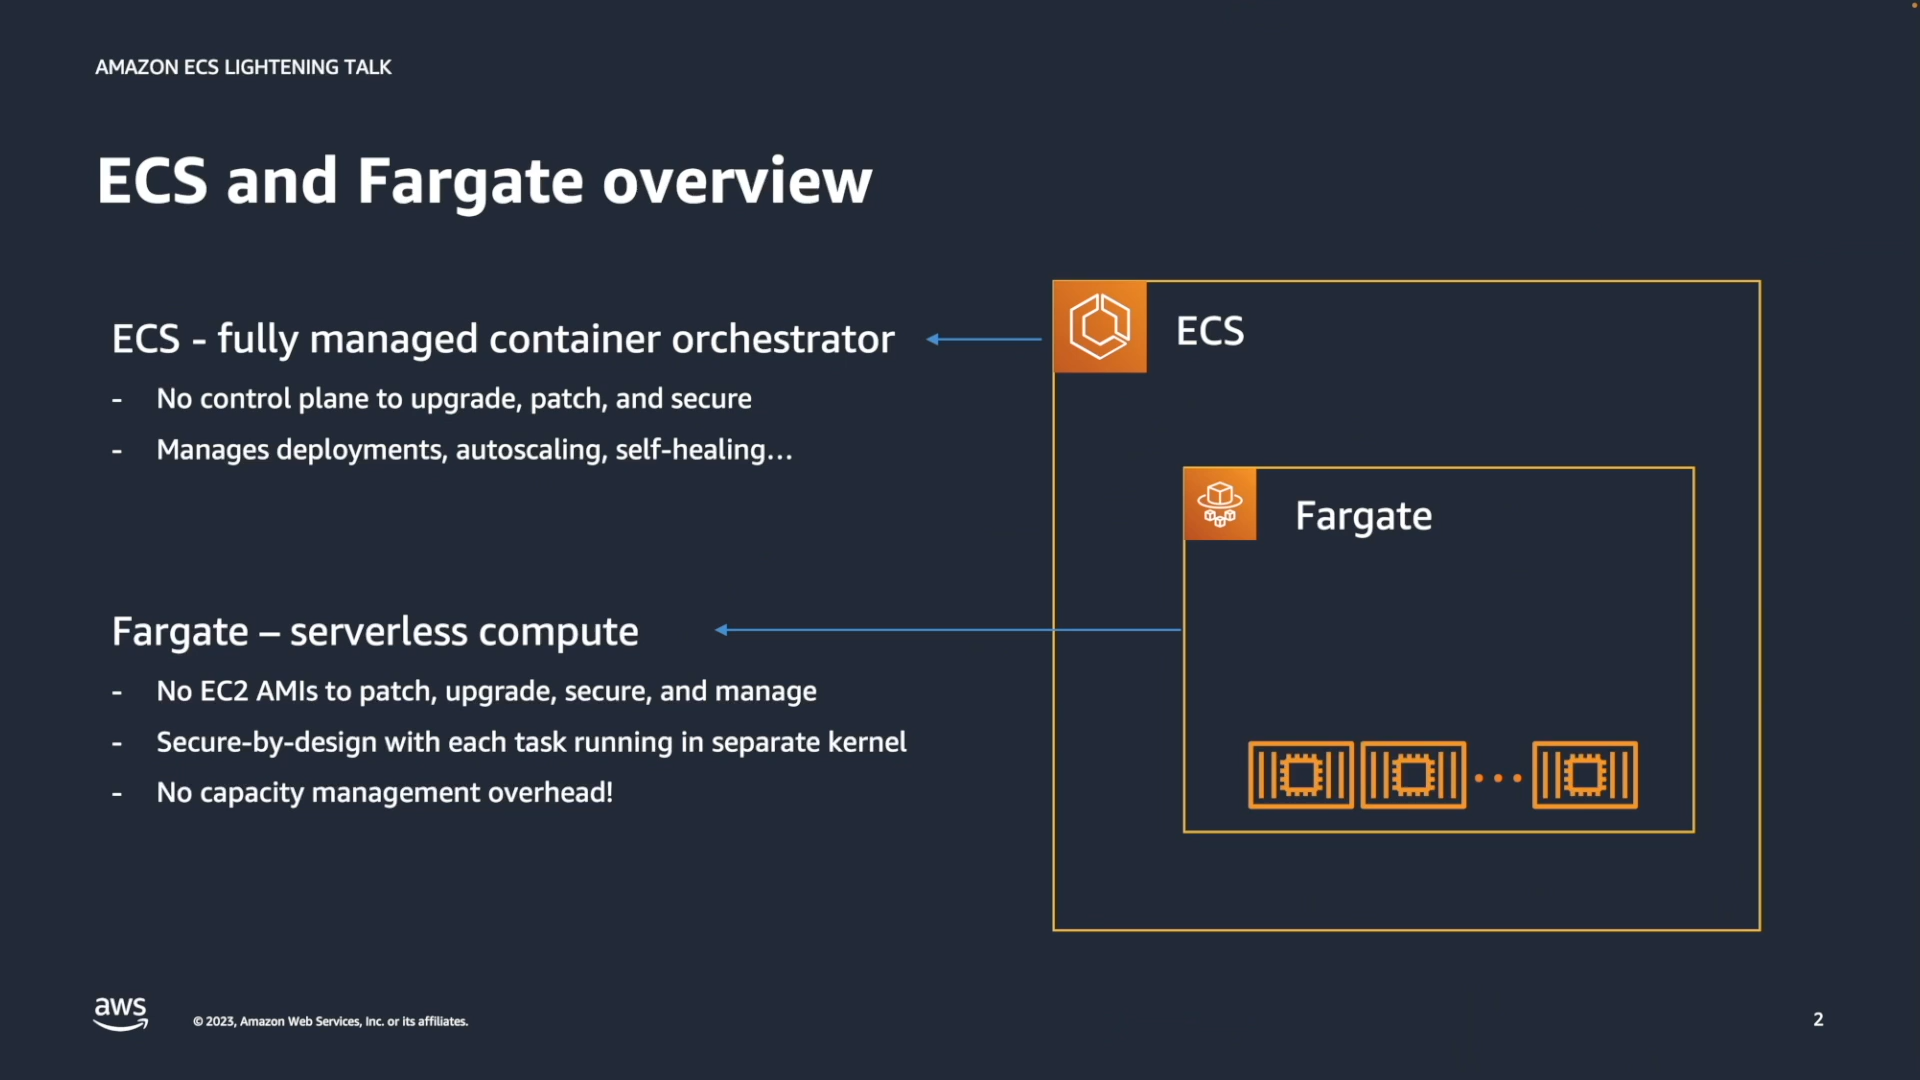 AMAZON ECS LIGHTENING TALK
ECS and Fargate overview
ECS - fully managed container orchestrator
- No control plane to upgrade, patch, and secure
- Manages deployments, autoscaling, self-healing...
Fargate – serverless compute
- No EC2 AMIs to patch, upgrade, secure, and manage
- Secure-by-design with each task running in separate kernel
- No capacity management overhead!
ECS
Fargate
aws
© 2023, Amazon Web Services, Inc. or its affiliates.
2